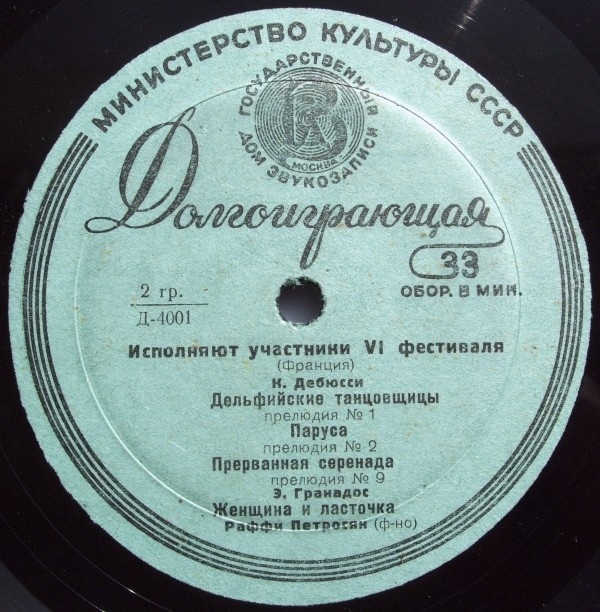 МИНИСТЕРСТВО КУЛЬТУРЫ СССР
ГОСУДАРСТВЕННЫЙ
ДОМ ЗВУКОЗАПИСИ
МОСКВА
Долгоиграющая
33
ОБОР. В МИН.
2 гр.
Д-4001
Исполняют участники VI фестиваля
(Франция)
К. Дебюсси
Дельфийские танцовщицы
прелюдия № 1
Паруса
прелюдия № 2
Прерванная серенада
прелюдия № 9
Э. Гранадос
Женщина и ласточка
Раффи Петросян (ф-но)